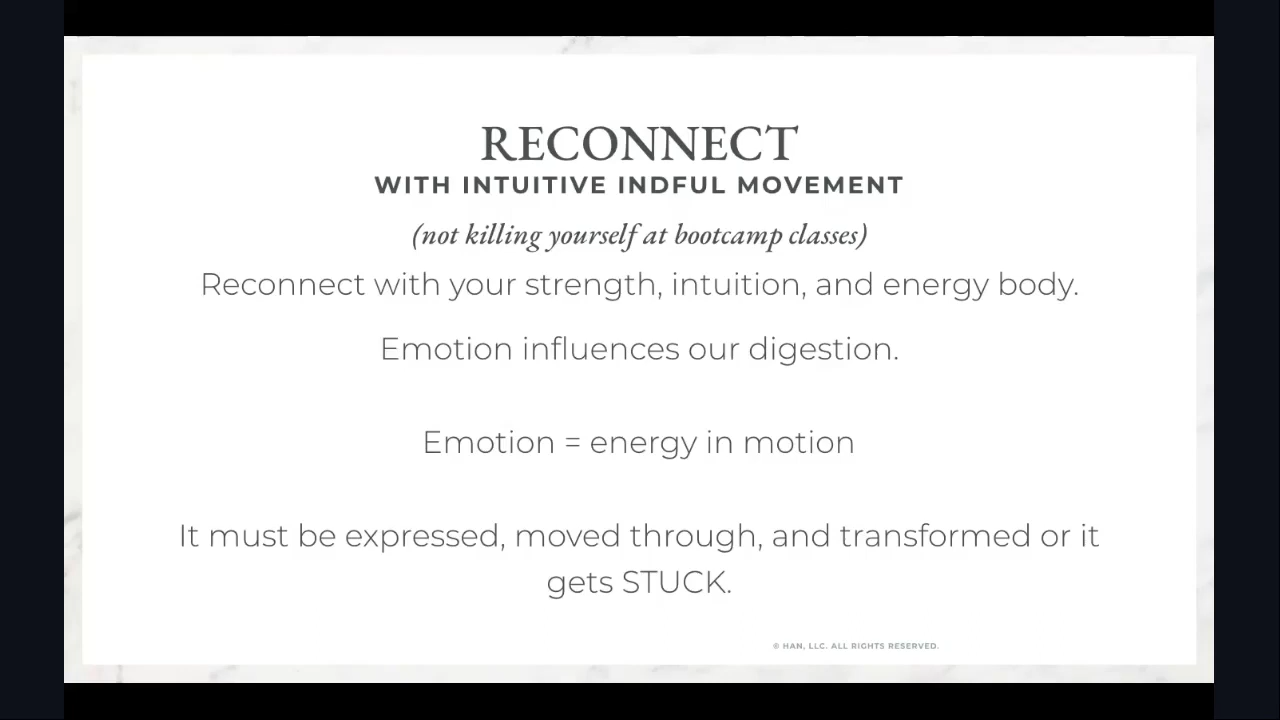 RECONNECT
WITH INTUITIVE INDFUL MOVEMENT
(not killing yourself at bootcamp classes)
Reconnect with your strength, intuition, and energy body.
Emotion influences our digestion.
Emotion = energy in motion
It must be expressed, moved through, and transformed or it
gets STUCK.
© HAN, LLC. ALL RIGHTS RESERVED.